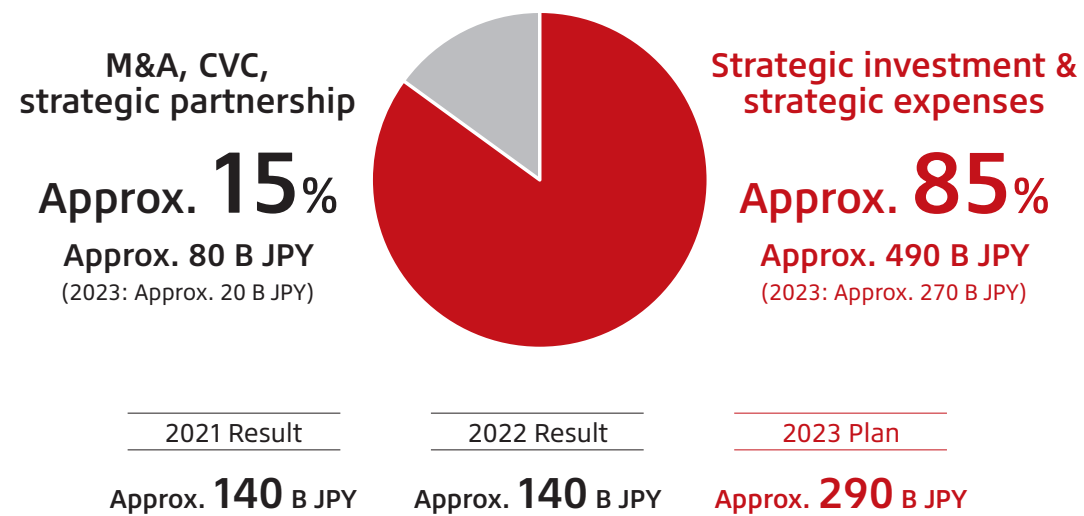 M&A, CVC,
strategic partnership
Approx. 15%
Approx. 80 B JPY
(2023: Approx. 20 B JPY)
Strategic investment &
strategic expenses
Approx. 85%
Approx. 490 B JPY
(2023: Approx. 270 B JPY)
2021 Result
Approx. 140 B JPY
2022 Result
Approx. 140 B JPY
2023 Plan
Approx. 290 B JPY